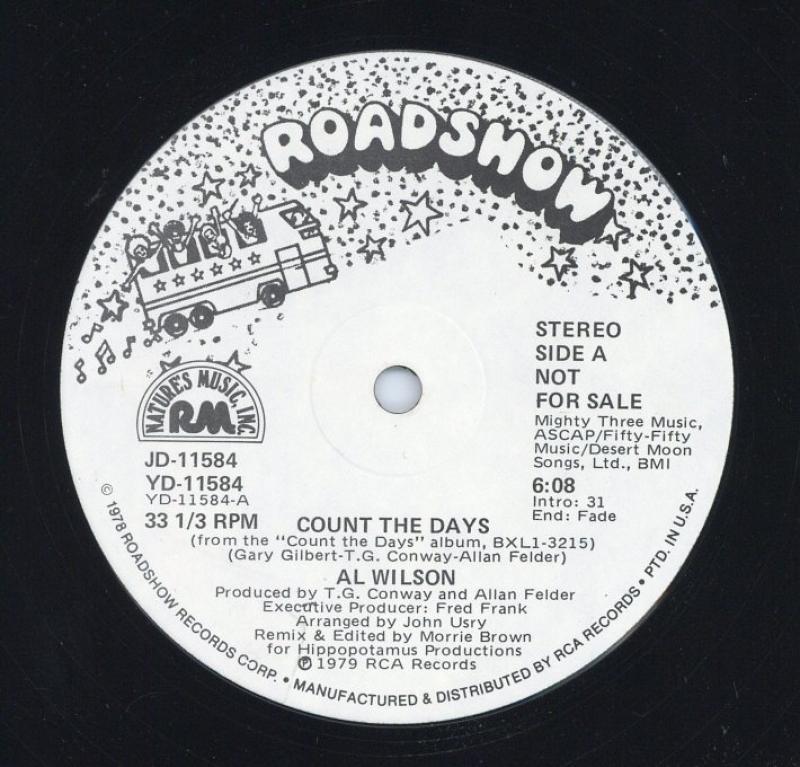 ROADSHOW
NATURE'S MUSIC, INC.
RM
STEREO
SIDE A
NOT
FOR SALE
Mighty Three Music,
ASCAP/Fifty-Fifty
Music/Desert Moon
Songs, Ltd., BMI
6:08
Intro: 31
End: Fade
JD-11584
YD-11584
YD-11584-A
33 1/3 RPM
COUNT THE DAYS
(from the "Count the Days" album, BXL1-3215)
(Gary Gilbert-T.G. Conway-Allan Felder)
AL WILSON
Produced by T.G. Conway and Allan Felder
Executive Producer: Fred Frank
Arranged by John Usry
Remix & Edited by Morrie Brown
for Hippopotamus Productions
℗ 1979 RCA Records
© 1978 ROADSHOW RECORDS CORP. • MANUFACTURED & DISTRIBUTED BY RCA RECORDS • PTD. IN U.S.A.